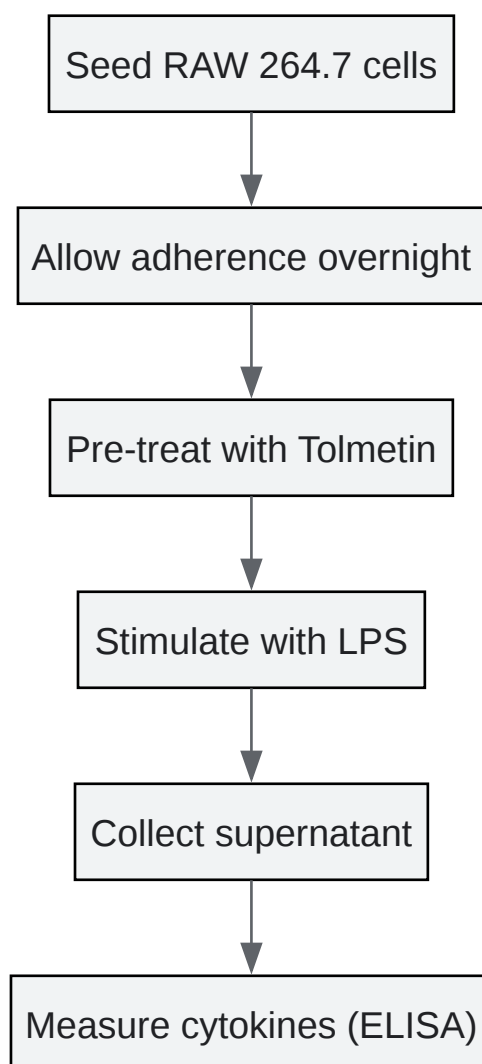 Seed RAW 264.7 cells
Allow adherence overnight
Pre-treat with Tolmetin
Stimulate with LPS
Collect supernatant
Measure cytokines (ELISA)